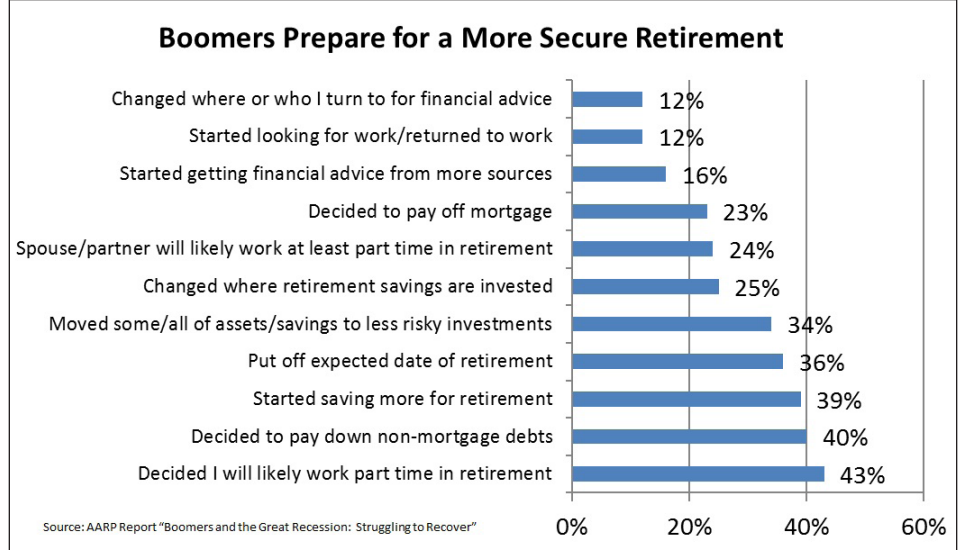 Boomers Prepare for a More Secure Retirement
Changed where or who I turn to for financial advice 12%
Started looking for work/returned to work 12%
Started getting financial advice from more sources 16%
Decided to pay off mortgage 23%
Spouse/partner will likely work at least part time in retirement 24%
Changed where retirement savings are invested 25%
Moved some/all of assets/savings to less risky investments 34%
Put off expected date of retirement 36%
Started saving more for retirement 39%
Decided to pay down non-mortgage debts 40%
Decided I will likely work part time in retirement 43%
0% 20% 40% 60%
Source: AARP Report “Boomers and the Great Recession: Struggling to Recover”